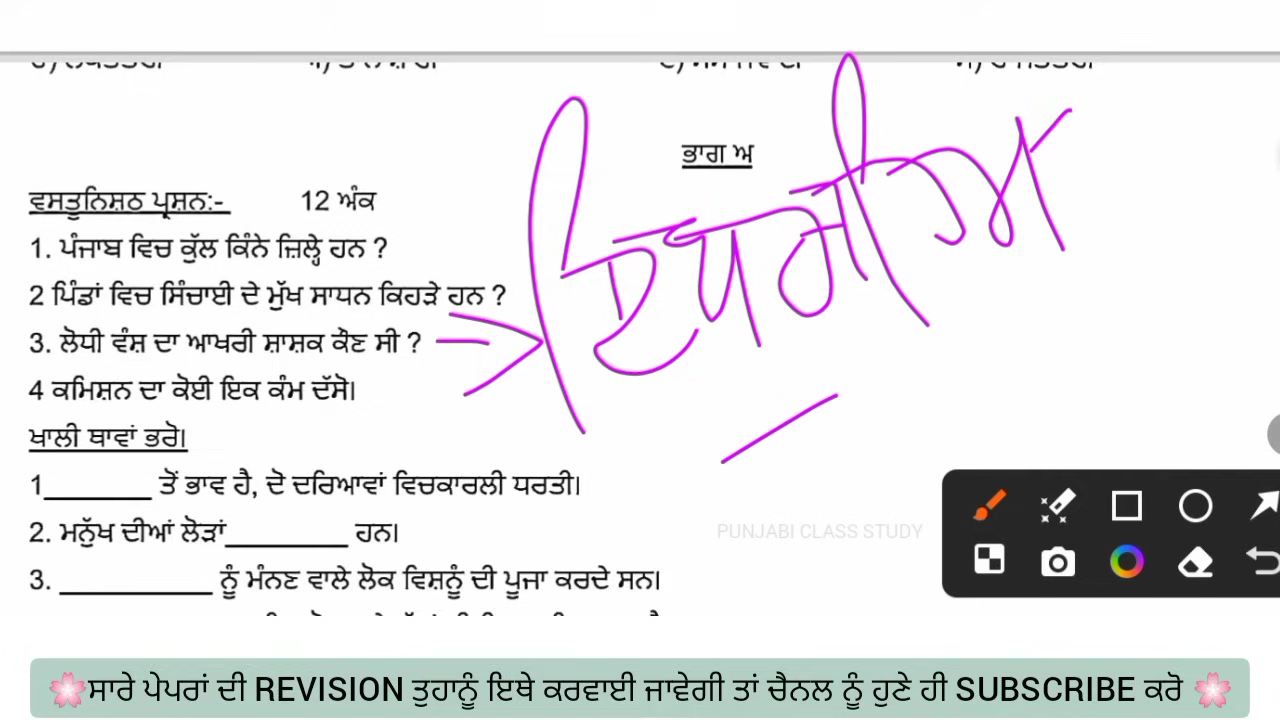 ਭਾਗ ਅ
ਵਸਤੂਨਿਸ਼ਠ ਪ੍ਰਸ਼ਨ:- 12 ਅੰਕ
1. ਪੰਜਾਬ ਵਿਚ ਕੁੱਲ ਕਿੰਨੇ ਜ਼ਿਲ੍ਹੇ ਹਨ ?
2 ਪਿੰਡਾਂ ਵਿਚ ਸਿੰਚਾਈ ਦੇ ਮੁੱਖ ਸਾਧਨ ਕਿਹੜੇ ਹਨ ?
3. ਲੋਧੀ ਵੰਸ਼ ਦਾ ਆਖਰੀ ਸ਼ਾਸ਼ਕ ਕੌਣ ਸੀ ?
4 ਕਮਿਸ਼ਨ ਦਾ ਕੋਈ ਇਕ ਕੰਮ ਦੱਸੋ।
ਖਾਲੀ ਥਾਵਾਂ ਭਰੋ।
1________ ਤੋਂ ਭਾਵ ਹੈ, ਦੋ ਦਰਿਆਵਾਂ ਵਿਚਕਾਰਲੀ ਧਰਤੀ।
2. ਮਨੁੱਖ ਦੀਆਂ ਲੋੜਾਂ_________ ਹਨ।
3. ___________ ਨੂੰ ਮੰਨਣ ਵਾਲੇ ਲੋਕ ਵਿਸ਼ਨੂੰ ਦੀ ਪੂਜਾ ਕਰਦੇ ਸਨ।
PUNJABI CLASS STUDY
🌸ਸਾਰੇ ਪੇਪਰਾਂ ਦੀ REVISION ਤੁਹਾਨੂੰ ਇਥੇ ਕਰਵਾਈ ਜਾਵੇਗੀ ਤਾਂ ਚੈਨਲ ਨੂੰ ਹੁਣੇ ਹੀ SUBSCRIBE ਕਰੋ 🌸